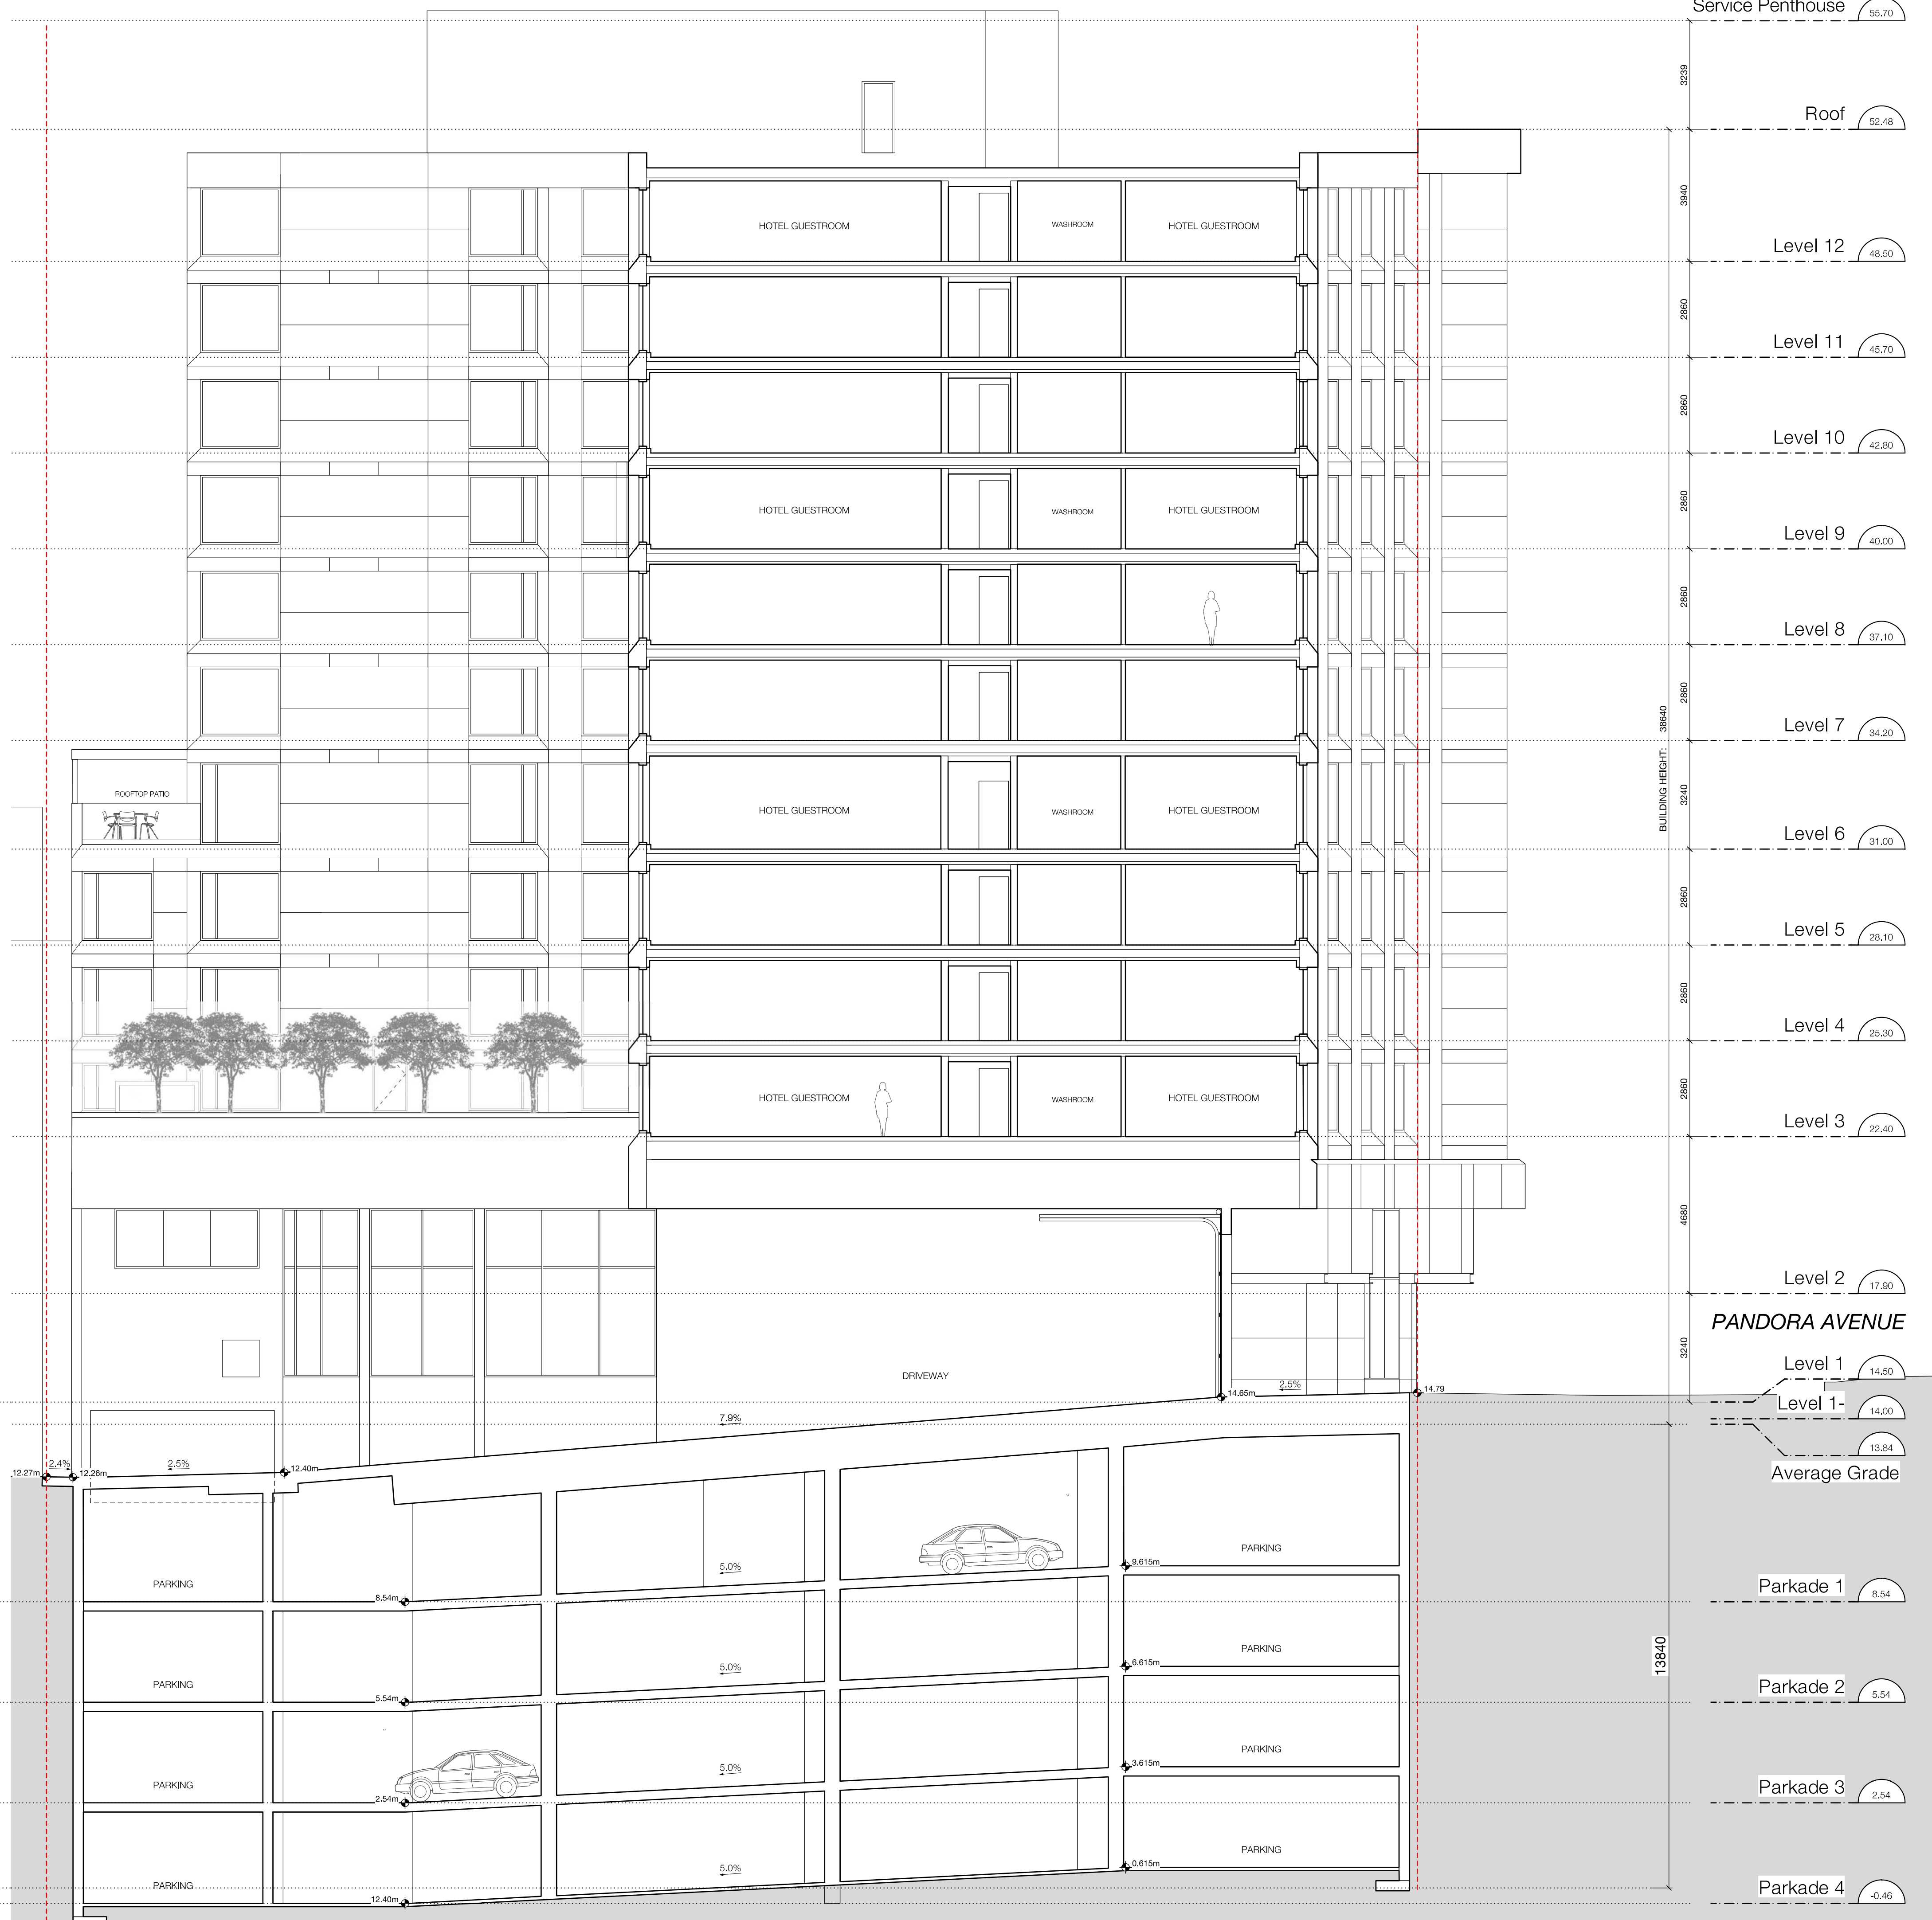 Service Penthouse 55.70
3239
Roof 52.48
3940
HOTEL GUESTROOM WASHROOM HOTEL GUESTROOM
Level 12 48.50
2860
Level 11 45.70
2860
Level 10 42.80
2860
HOTEL GUESTROOM WASHROOM HOTEL GUESTROOM
Level 9 40.00
2860
Level 8 37.10
2860
BUILDING HEIGHT: 38640
Level 7 34.20
ROOFTOP PATIO
3240
HOTEL GUESTROOM WASHROOM HOTEL GUESTROOM
Level 6 31.00
2860
Level 5 28.10
2860
Level 4 25.30
2860
HOTEL GUESTROOM WASHROOM HOTEL GUESTROOM
Level 3 22.40
4680
Level 2 17.90
PANDORA AVENUE
3240
Level 1 14.50
DRIVEWAY
14.65m 2.5% 14.79
Level 1- 14.00
7.9%
13.84
Average Grade
12.27m 2.4% 12.26m 2.5% 12.40m
PARKING 5.0% 9.615m PARKING
8.54m
Parkade 1 8.54
PARKING 5.0% 6.615m PARKING
13840
5.54m
Parkade 2 5.54
PARKING 5.0% 3.615m PARKING
2.54m
Parkade 3 2.54
PARKING 5.0% 0.615m PARKING
12.40m
Parkade 4 -0.46